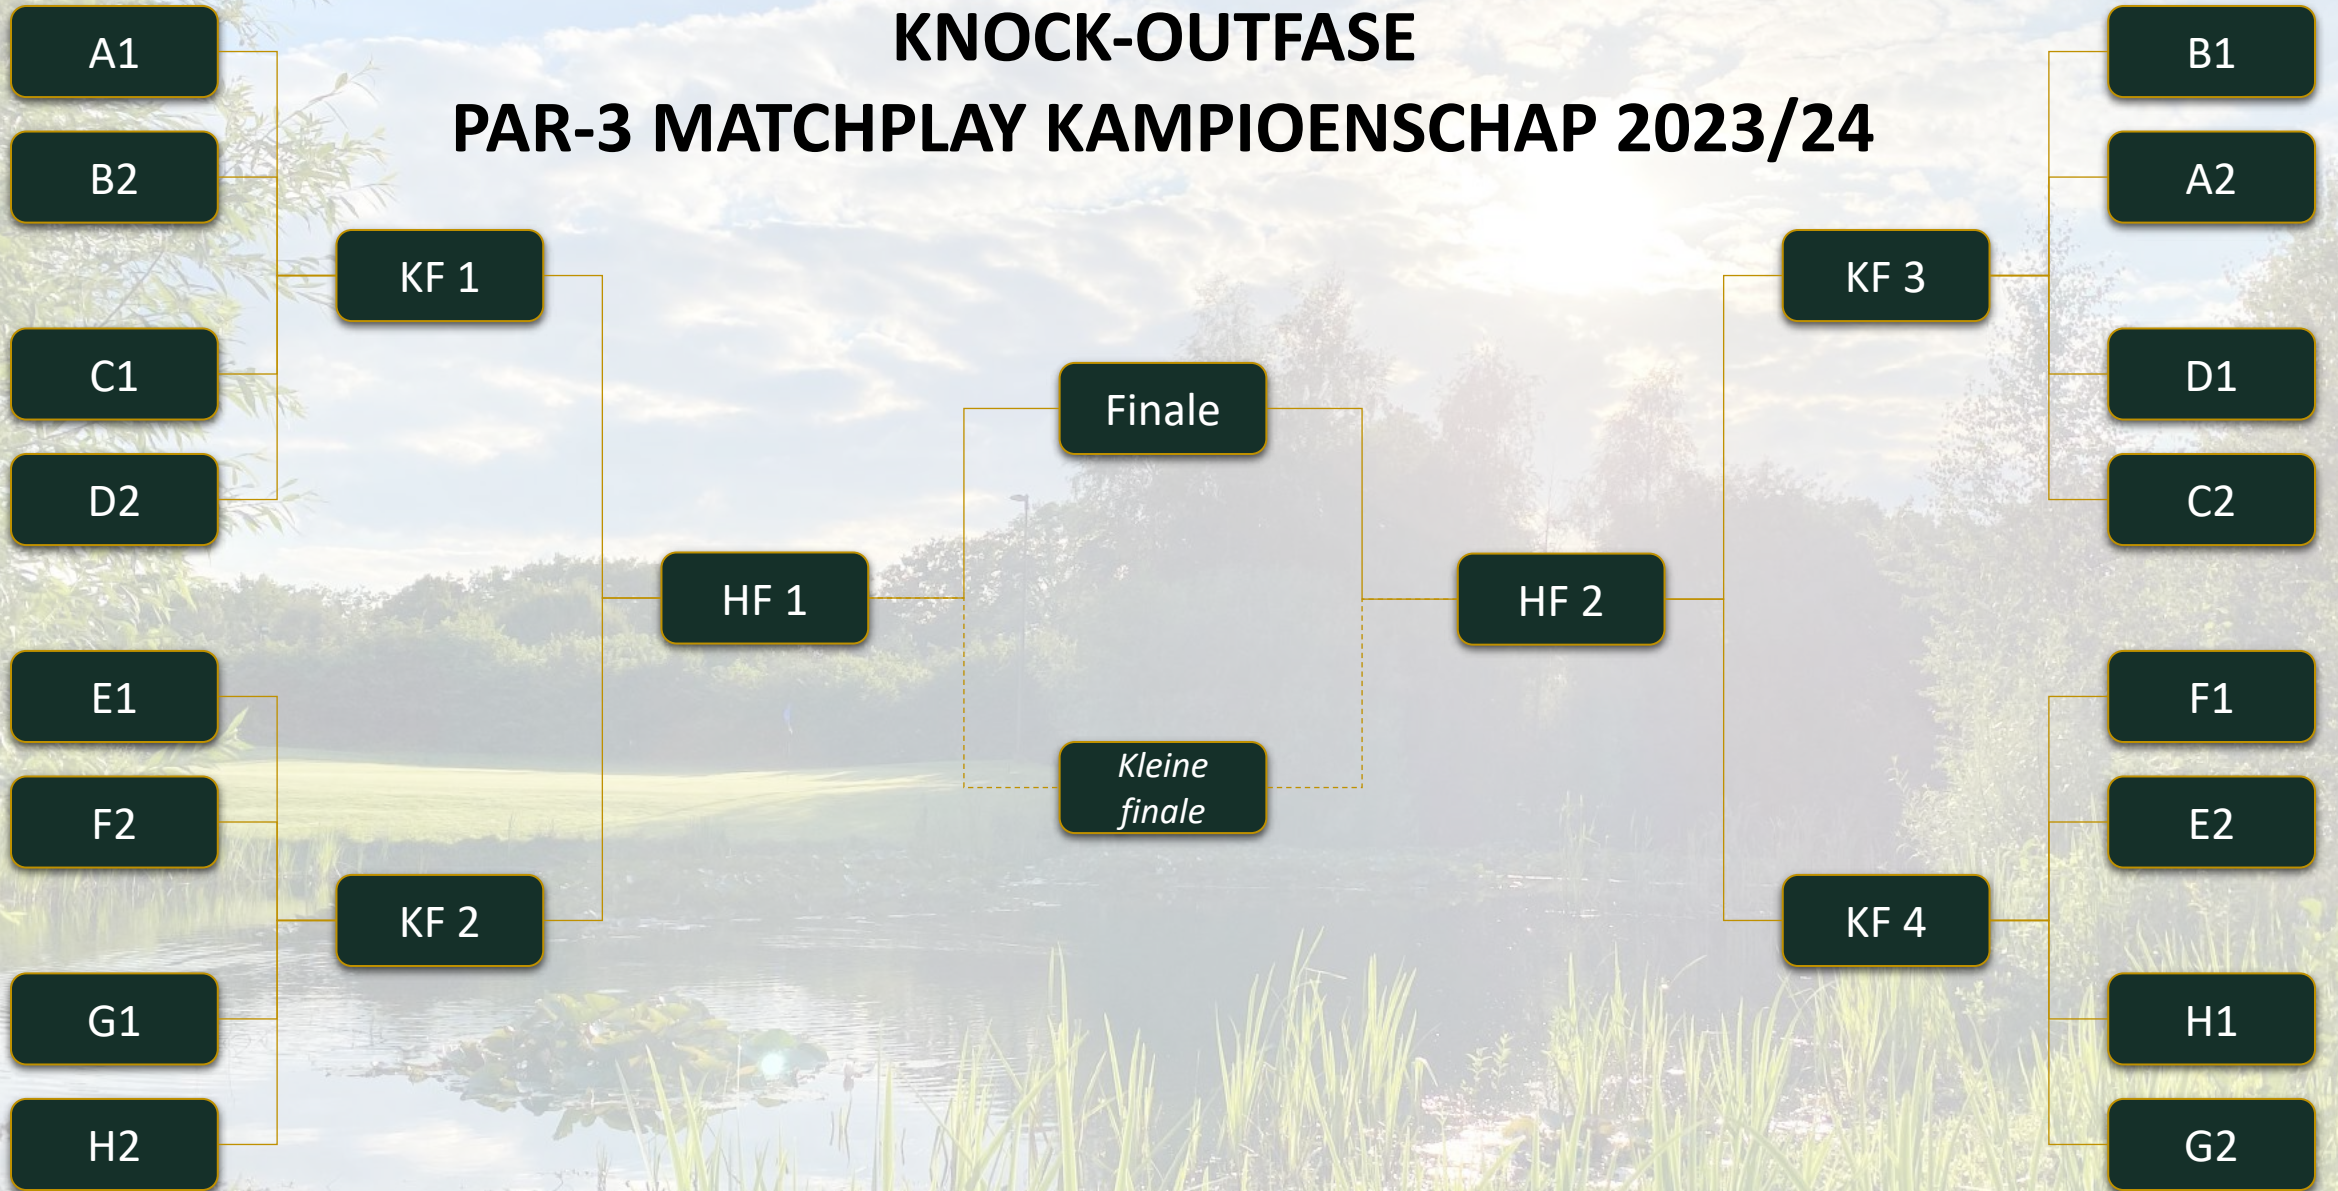 KNOCK-OUTFASE
PAR-3 MATCHPLAY KAMPIOENSCHAP 2023/24
A1
B2
C1
D2
E1
F2
G1
H2
KF 1
KF 2
HF 1
Finale
Kleine
finale
HF 2
KF 3
KF 4
B1
A2
D1
C2
F1
E2
H1
G2